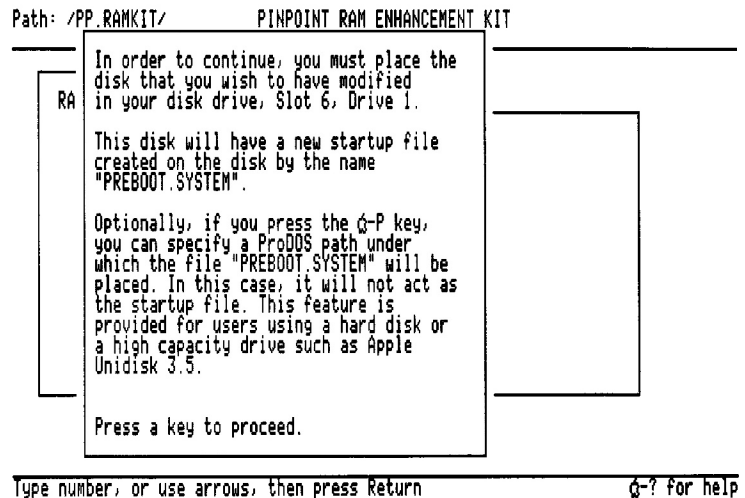 Path: /PP.RAMKIT/ PINPOINT RAM ENHANCEMENT KIT
In order to continue, you must place the
disk that you wish to have modified
RA in your disk drive, Slot 6, Drive 1.
This disk will have a new startup file
created on the disk by the name
"PREBOOT.SYSTEM".
Optionally, if you press the -P key,
you can specify a ProDOS path under
which the file "PREBOOT.SYSTEM" will be
placed. In this case, it will not act as
the startup file. This feature is
provided for users using a hard disk or
a high capacity drive such as Apple
Unidisk 3.5.
Press a key to proceed.
Type number, or use arrows, then press Return -? for help